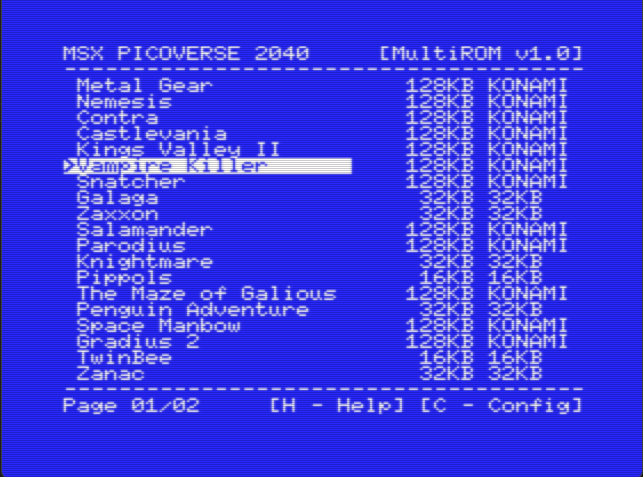 MSX PICOVERSE 2040 [MultiROM v1.0]
Metal Gear 128KB KONAMI
Nemesis 128KB KONAMI
Contra 128KB KONAMI
Castlevania 128KB KONAMI
Kings Valley II 128KB KONAMI
>Vampire Killer 128KB KONAMI
Snatcher 128KB KONAMI
Galaga 32KB 32KB
Zaxxon 32KB 32KB
Salamander 128KB KONAMI
Parodius 128KB KONAMI
Knightmare 32KB 32KB
Pippols 16KB 16KB
The Maze of Galious 128KB KONAMI
Penguin Adventure 32KB 32KB
Space Manbow 128KB KONAMI
Gradius 2 128KB KONAMI
TwinBee 16KB 16KB
Zanac 32KB 32KB
Page 01/02 [H - Help] [C - Config]